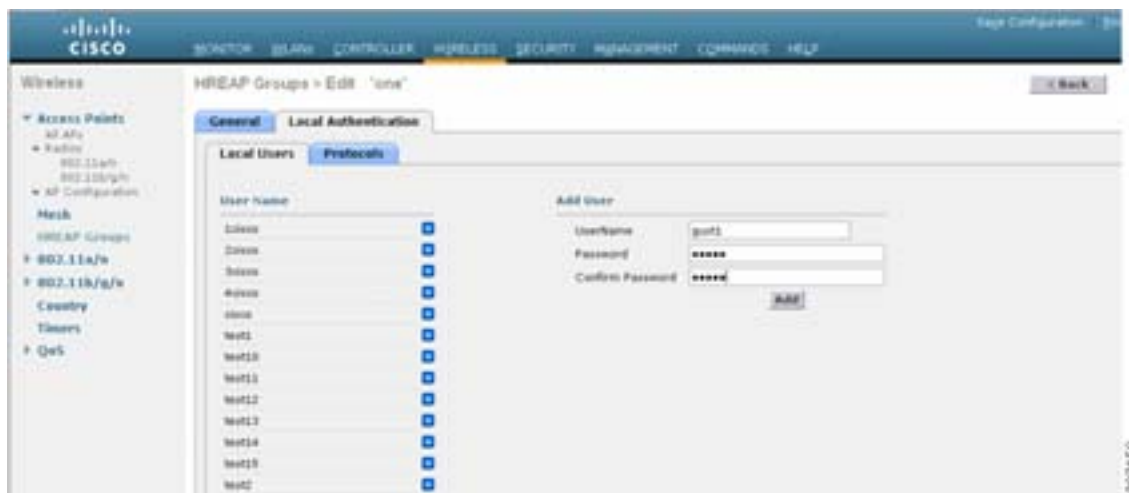 Save Configuration
CISCO
MONITOR WLANs CONTROLLER WIRELESS SECURITY MANAGEMENT COMMANDS HELP
Wireless
HREAP Groups > Edit 'one'
< Back
Access Points
All APs
Radios
802.11a/n
802.11b/g/n
AP Configuration
Mesh
HREAP Groups
802.11a/n
802.11b/g/n
Country
Timers
QoS
General Local Authentication
Local Users Protocols
User Name
1cisco
2cisco
3cisco
4cisco
cisco
test1
test10
test11
test12
test13
test14
test15
test2
Add User
UserName
Password
Confirm Password
Add